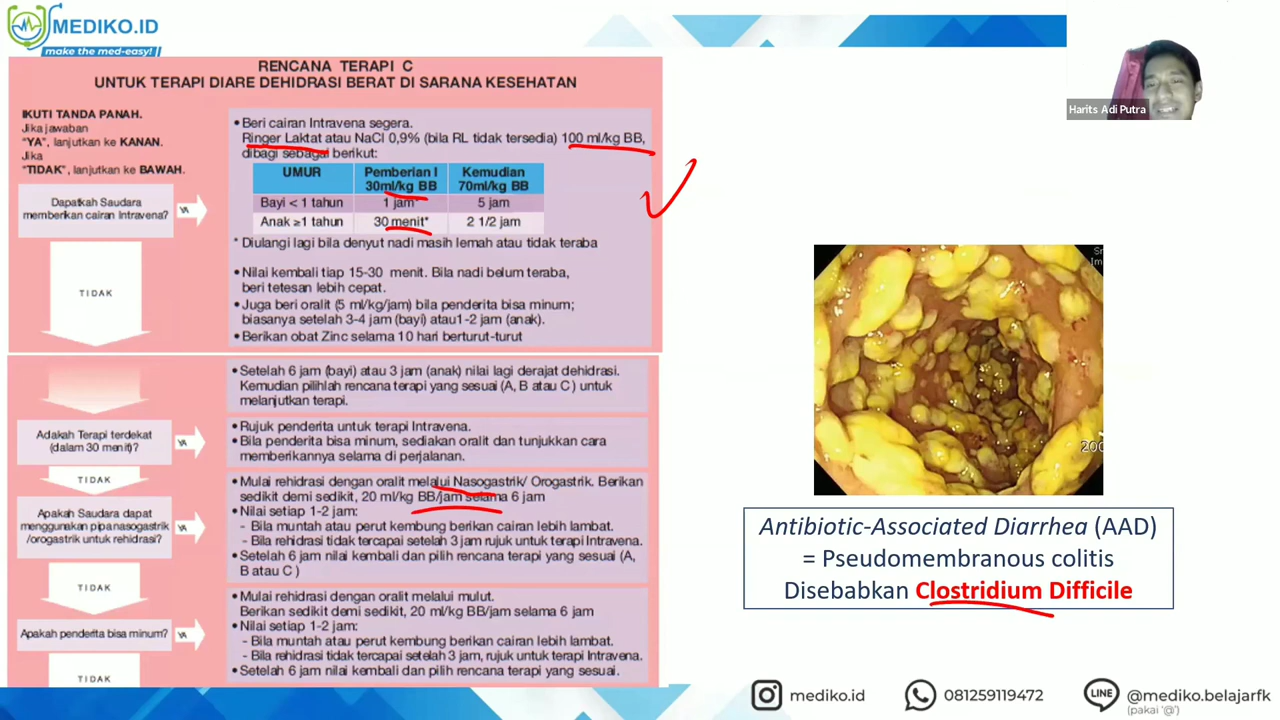 MEDIKO.ID
make the med-easy!
Harits Adi Putra
RENCANA TERAPI C
UNTUK TERAPI DIARE DEHIDRASI BERAT DI SARANA KESEHATAN
IKUTI TANDA PANAH.
Jika jawaban
“YA”, lanjutkan ke KANAN.
Jika
“TIDAK”, lanjutkan ke BAWAH.
Dapatkah Saudara
memberikan cairan Intravena?
YA
• Beri cairan Intravena segera.
Ringer Laktat atau NaCl 0,9% (bila RL tidak tersedia) 100 ml/kg BB,
dibagi sebagai berikut:
UMUR Pemberian I 30ml/kg BB Kemudian 70ml/kg BB
Bayi < 1 tahun 1 jam* 5 jam
Anak ≥1 tahun 30 menit* 2 1/2 jam
* Diulangi lagi bila denyut nadi masih lemah atau tidak teraba
• Nilai kembali tiap 15-30 menit. Bila nadi belum teraba,
beri tetesan lebih cepat.
• Juga beri oralit (5 ml/kg/jam) bila penderita bisa minum;
biasanya setelah 3-4 jam (bayi) atau1-2 jam (anak).
• Berikan obat Zinc selama 10 hari berturut-turut
TIDAK
• Setelah 6 jam (bayi) atau 3 jam (anak) nilai lagi derajat dehidrasi.
Kemudian pilihlah rencana terapi yang sesuai (A, B atau C ) untuk
melanjutkan terapi.
Adakah Terapi terdekat
(dalam 30 menit)?
YA
• Rujuk penderita untuk terapi Intravena.
• Bila penderita bisa minum, sediakan oralit dan tunjukkan cara
memberikannya selama di perjalanan.
TIDAK
Apakah Saudara dapat
menggunakan pipa nasogastrik
/orogastrik untuk rehidrasi?
YA
• Mulai rehidrasi dengan oralit melalui Nasogastrik/ Orogastrik. Berikan
sedikit demi sedikit, 20 ml/kg BB/jam selama 6 jam
• Nilai setiap 1-2 jam:
- Bila muntah atau perut kembung berikan cairan lebih lambat.
- Bila rehidrasi tidak tercapai setelah 3 jam rujuk untuk terapi Intravena.
• Setelah 6 jam nilai kembali dan pilih rencana terapi yang sesuai (A,
B atau C )
TIDAK
Apakah penderita bisa minum?
YA
• Mulai rehidrasi dengan oralit melalui mulut.
Berikan sedikit demi sedikit, 20 ml/kg BB/jam selama 6 jam
• Nilai setiap 1-2 jam:
- Bila muntah atau perut kembung berikan cairan lebih lambat.
- Bila rehidrasi tidak tercapai setelah 3 jam, rujuk untuk terapi Intravena.
• Setelah 6 jam nilai kembali dan pilih rencana terapi yang sesuai.
TIDAK
Antibiotic-Associated Diarrhea (AAD)
= Pseudomembranous colitis
Disebabkan Clostridium Difficile
mediko.id
081259119472
LINE
@mediko.belajarfk
(pakai ‘@’)